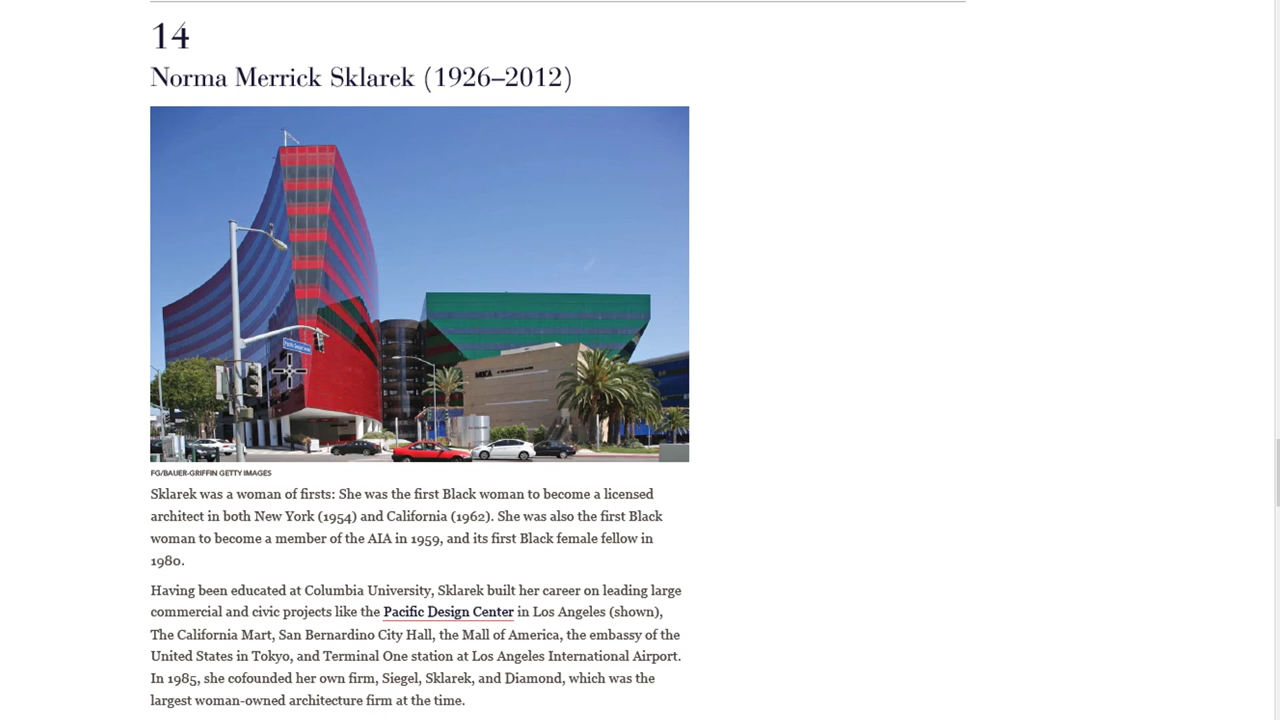 14
Norma Merrick Sklarek (1926–2012)
MOCA
FG/BAUER-GRIFFIN GETTY IMAGES
Sklarek was a woman of firsts: She was the first Black woman to become a licensed
architect in both New York (1954) and California (1962). She was also the first Black
woman to become a member of the AIA in 1959, and its first Black female fellow in
1980.
Having been educated at Columbia University, Sklarek built her career on leading large
commercial and civic projects like the Pacific Design Center in Los Angeles (shown),
The California Mart, San Bernardino City Hall, the Mall of America, the embassy of the
United States in Tokyo, and Terminal One station at Los Angeles International Airport.
In 1985, she cofounded her own firm, Siegel, Sklarek, and Diamond, which was the
largest woman-owned architecture firm at the time.